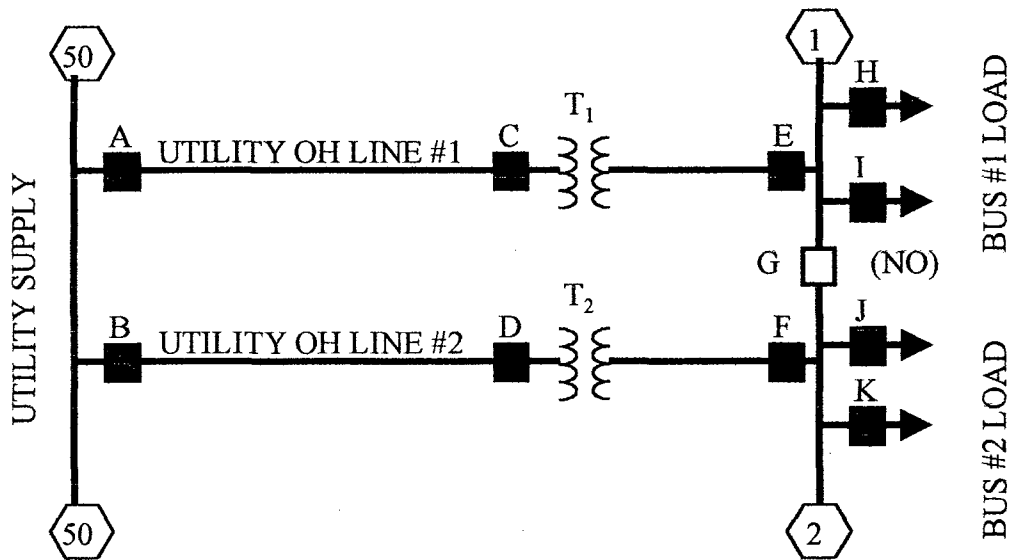 50
1
H
A
UTILITY OH LINE #1
C
T1
E
I
BUS #1 LOAD
UTILITY SUPPLY
G
(NO)
B
UTILITY OH LINE #2
D
T2
F
J
K
BUS #2 LOAD
50
2